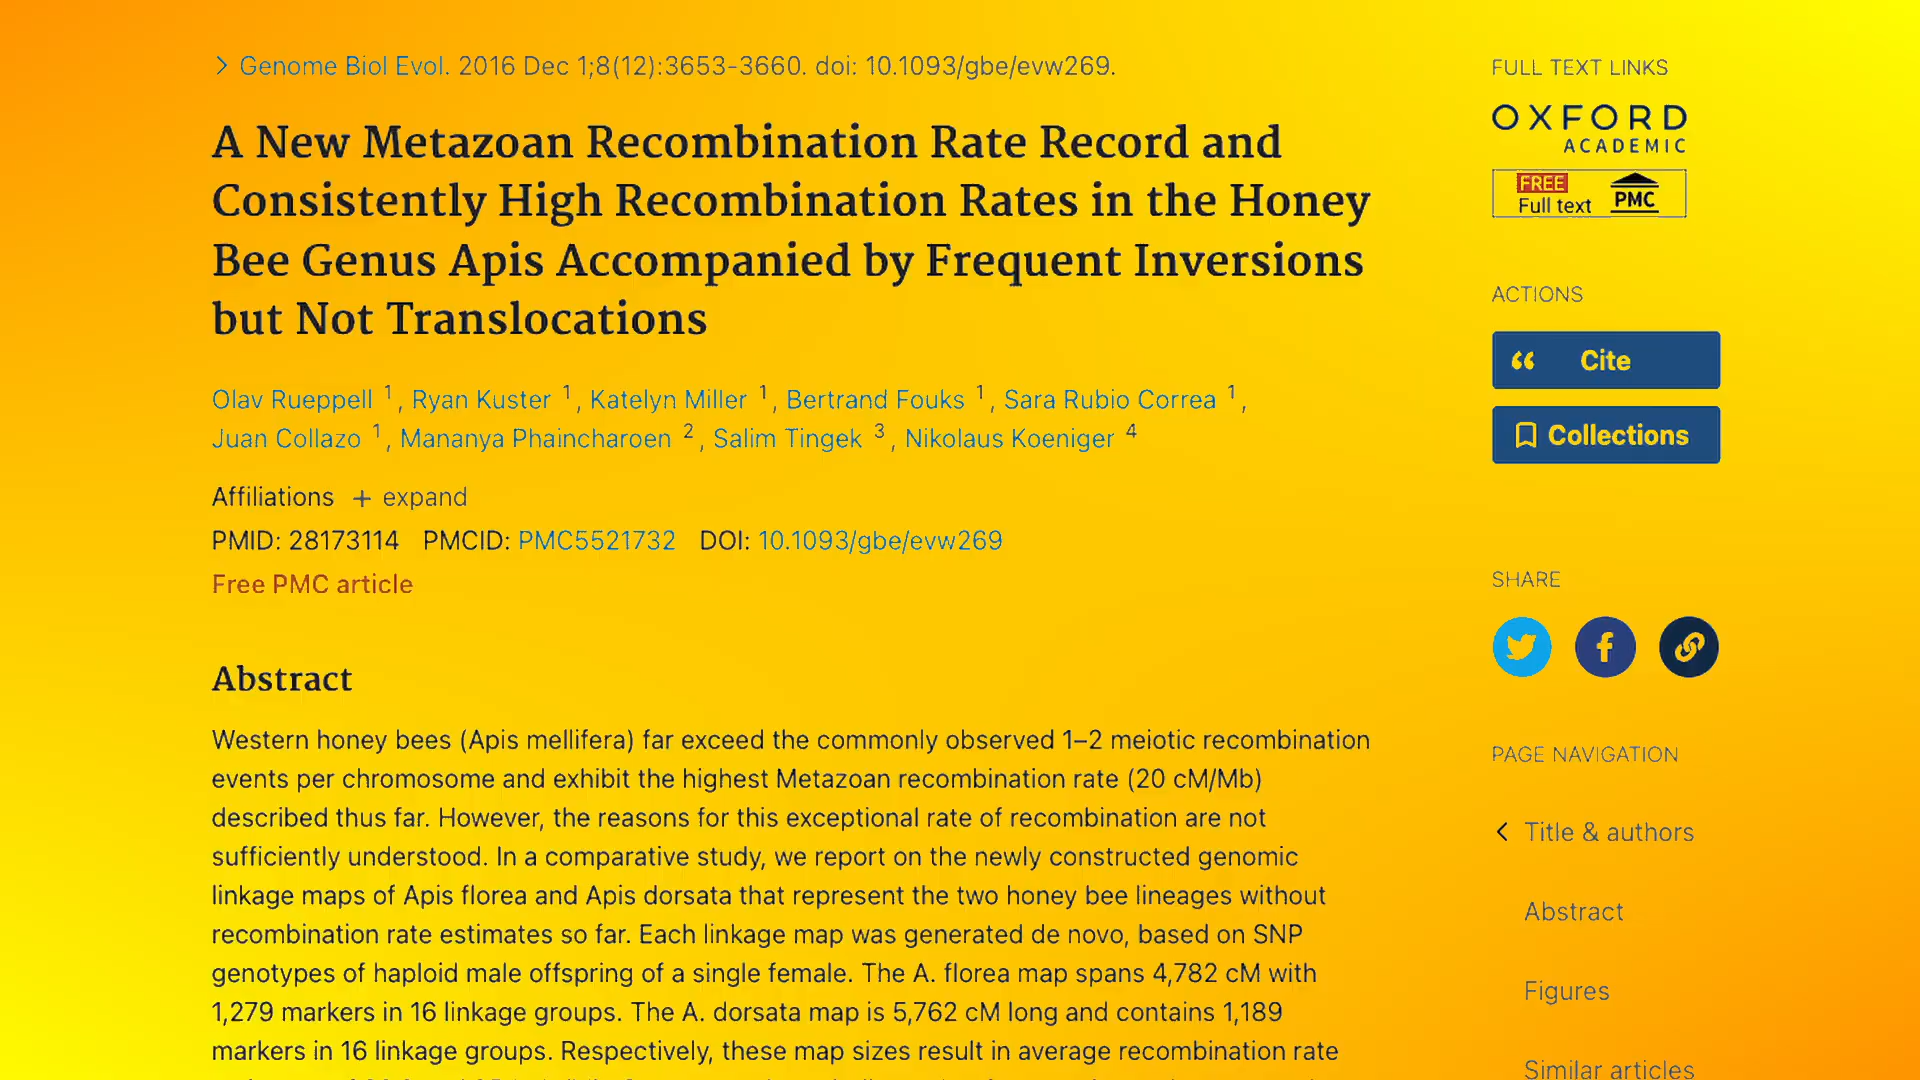 Genome Biol Evol. 2016 Dec 1;8(12):3653-3660. doi: 10.1093/gbe/evw269.
A New Metazoan Recombination Rate Record and
Consistently High Recombination Rates in the Honey
Bee Genus Apis Accompanied by Frequent Inversions
but Not Translocations
Olav Rueppell 1, Ryan Kuster 1, Katelyn Miller 1, Bertrand Fouks 1, Sara Rubio Correa 1,
Juan Collazo 1, Mananya Phaincharoen 2, Salim Tingek 3, Nikolaus Koeniger 4
Affiliations + expand
PMID: 28173114 PMCID: PMC5521732 DOI: 10.1093/gbe/evw269
Free PMC article
Abstract
Western honey bees (Apis mellifera) far exceed the commonly observed 1–2 meiotic recombination
events per chromosome and exhibit the highest Metazoan recombination rate (20 cM/Mb)
described thus far. However, the reasons for this exceptional rate of recombination are not
sufficiently understood. In a comparative study, we report on the newly constructed genomic
linkage maps of Apis florea and Apis dorsata that represent the two honey bee lineages without
recombination rate estimates so far. Each linkage map was generated de novo, based on SNP
genotypes of haploid male offspring of a single female. The A. florea map spans 4,782 cM with
1,279 markers in 16 linkage groups. The A. dorsata map is 5,762 cM long and contains 1,189
markers in 16 linkage groups. Respectively, these map sizes result in average recombination rate
FULL TEXT LINKS
OXFORD
ACADEMIC
FREE
Full text
PMC
ACTIONS
Cite
Collections
SHARE
PAGE NAVIGATION
Title & authors
Abstract
Figures
Similar articles